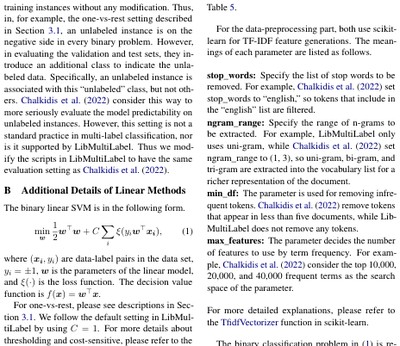 training instances without any modification. Thus,
in, for example, the one-vs-rest setting described
in Section 3.1, an unlabeled instance is on the
negative side in every binary problem. However,
in evaluating the validation and test sets, they in-
troduce an additional class to indicate the unla-
beled data. Specifically, an unlabeled instance is
associated with this “unlabeled” class, but not oth-
ers. Chalkidis et al. (2022) consider this way to
more seriously evaluate the model predictability on
unlabeled instances. However, this setting is not a
standard practice in multi-label classification, nor
is it supported by LibMultiLabel. Thus we mod-
ify the scripts in LibMultiLabel to have the same
evaluation setting as Chalkidis et al. (2022).
B Additional Details of Linear Methods
The binary linear SVM is in the following form.
min_w 1/2 w⊤w + C ∑_i ξ(y_i w⊤x_i), (1)
where (x_i, y_i) are data-label pairs in the data set,
y_i = ±1, w is the parameters of the linear model,
and ξ(·) is the loss function. The decision value
function is f(x) = w⊤x.
For one-vs-rest, please see descriptions in Sec-
tion 3.1. We follow the default setting in LibMul-
tiLabel by using C = 1. For more details about
thresholding and cost-sensitive, please refer to the
Table 5.
For the data-preprocessing part, both use scikit-
learn for TF-IDF feature generations. The mean-
ings of each parameter are listed as follows.
stop_words: Specify the list of stop words to be
removed. For example, Chalkidis et al. (2022) set
stop_words to “english,” so tokens that include in
the “english” list are filtered.
ngram_range: Specify the range of n-grams to
be extracted. For example, LibMultiLabel only
uses uni-gram, while Chalkidis et al. (2022) set
ngram_range to (1, 3), so uni-gram, bi-gram, and
tri-gram are extracted into the vocabulary list for a
richer representation of the document.
min_df: The parameter is used for removing infre-
quent tokens. Chalkidis et al. (2022) remove tokens
that appear in less than five documents, while Lib-
MultiLabel does not remove any tokens.
max_features: The parameter decides the number
of features to use by term frequency. For exam-
ple, Chalkidis et al. (2022) consider the top 10,000,
20,000, and 40,000 frequent terms as the search
space of the parameter.
For more detailed explanations, please refer to
the TfidfVectorizer function in scikit-learn.
The binary classification problem in (1) is re-